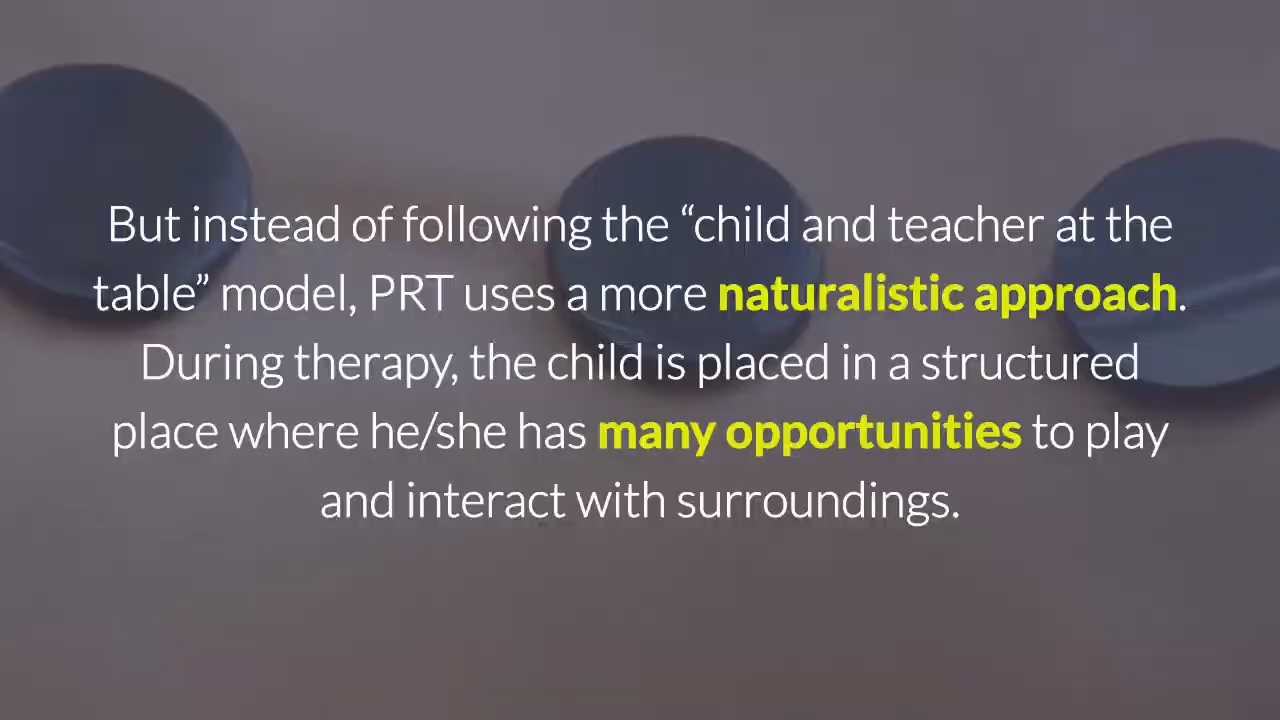 But instead of following the “child and teacher at the
table” model, PRT uses a more naturalistic approach.
During therapy, the child is placed in a structured
place where he/she has many opportunities to play
and interact with surroundings.